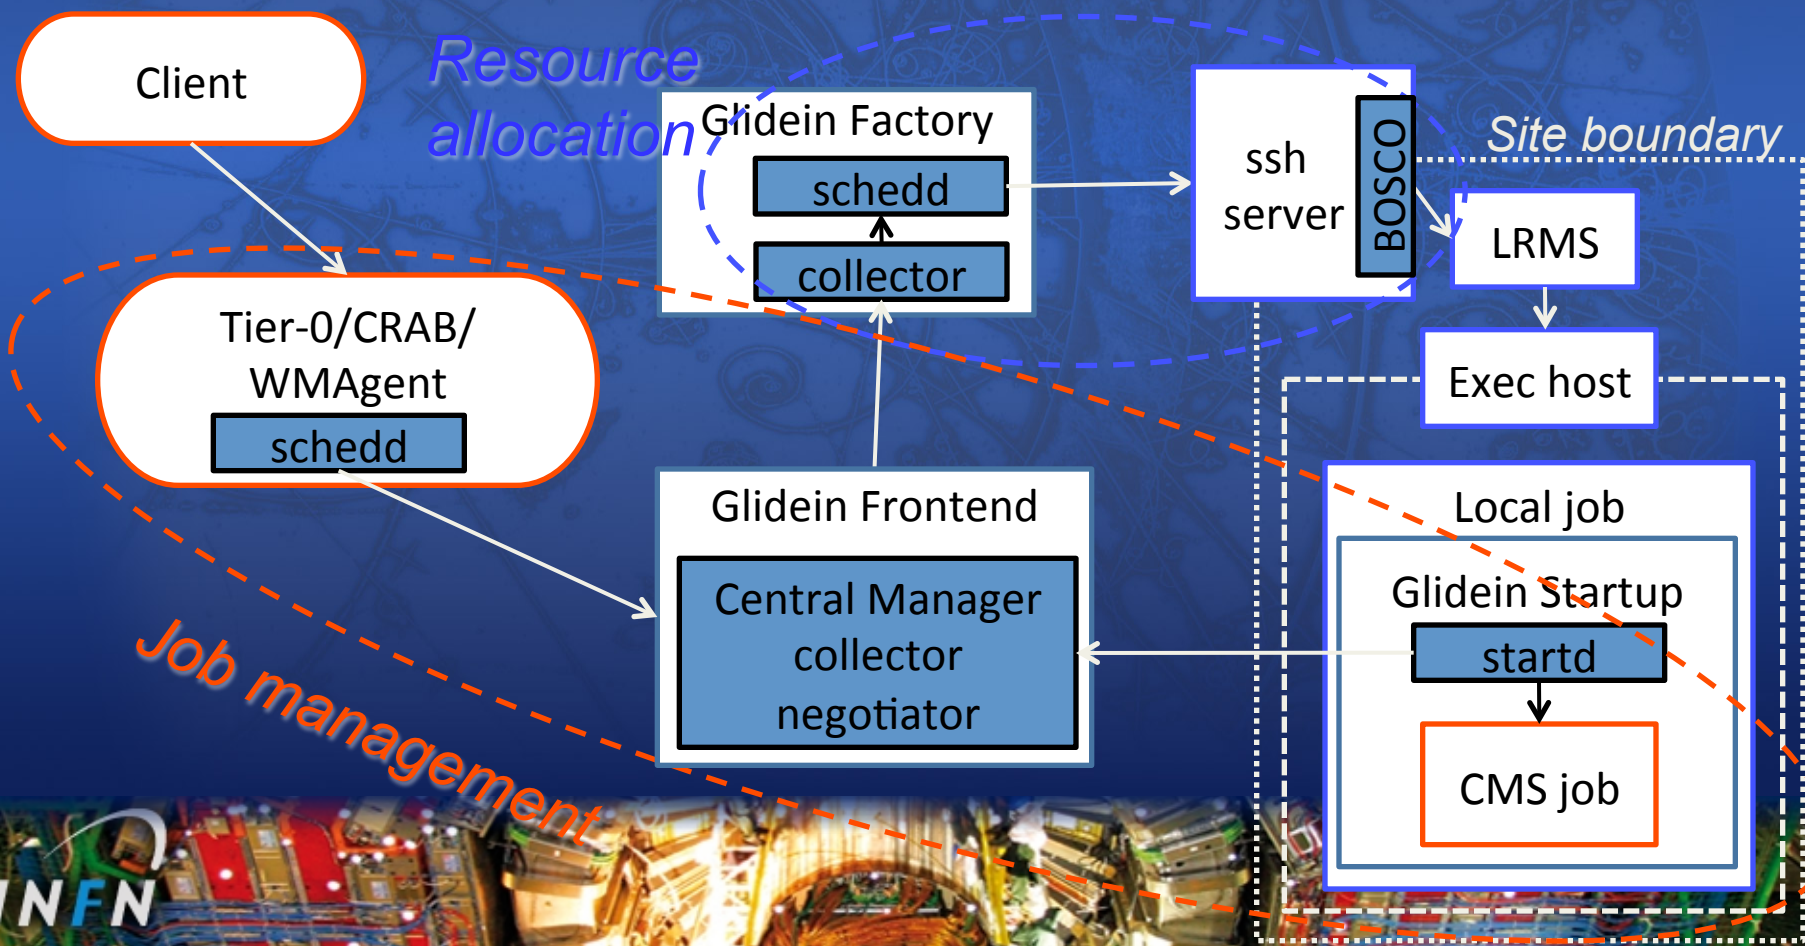 Client
Resource
allocation
Glidein Factory
schedd
collector
ssh
server
BOSCO
Site boundary
LRMS
Exec host
Tier-0/CRAB/
WMAgent
schedd
Glidein Frontend
Central Manager
collector
negotiator
Local job
Glidein Startup
startd
CMS job
Job management
INFN